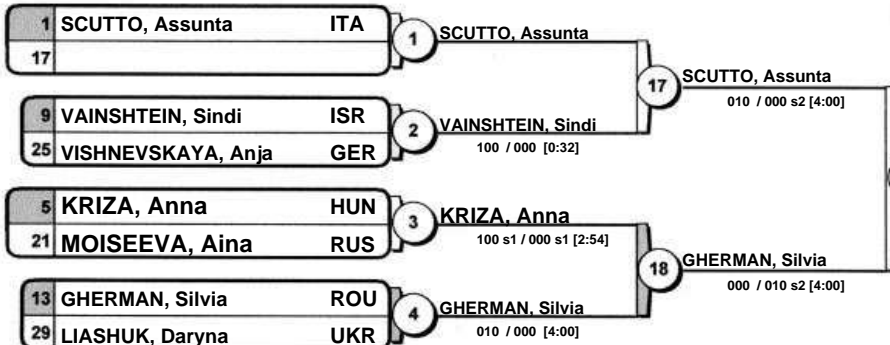 1 SCUTTO, Assunta ITA
17
1
SCUTTO, Assunta
9 VAINSHTEIN, Sindi ISR
25 VISHNEVSKAYA, Anja GER
2
VAINSHTEIN, Sindi
100 / 000 [0:32]
17
SCUTTO, Assunta
010 / 000 s2 [4:00]
5 KRIZA, Anna HUN
21 MOISEEVA, Aina RUS
3
KRIZA, Anna
100 s1 / 000 s1 [2:54]
13 GHERMAN, Silvia ROU
29 LIASHUK, Daryna UKR
4
GHERMAN, Silvia
010 / 000 [4:00]
18
GHERMAN, Silvia
000 / 010 s2 [4:00]